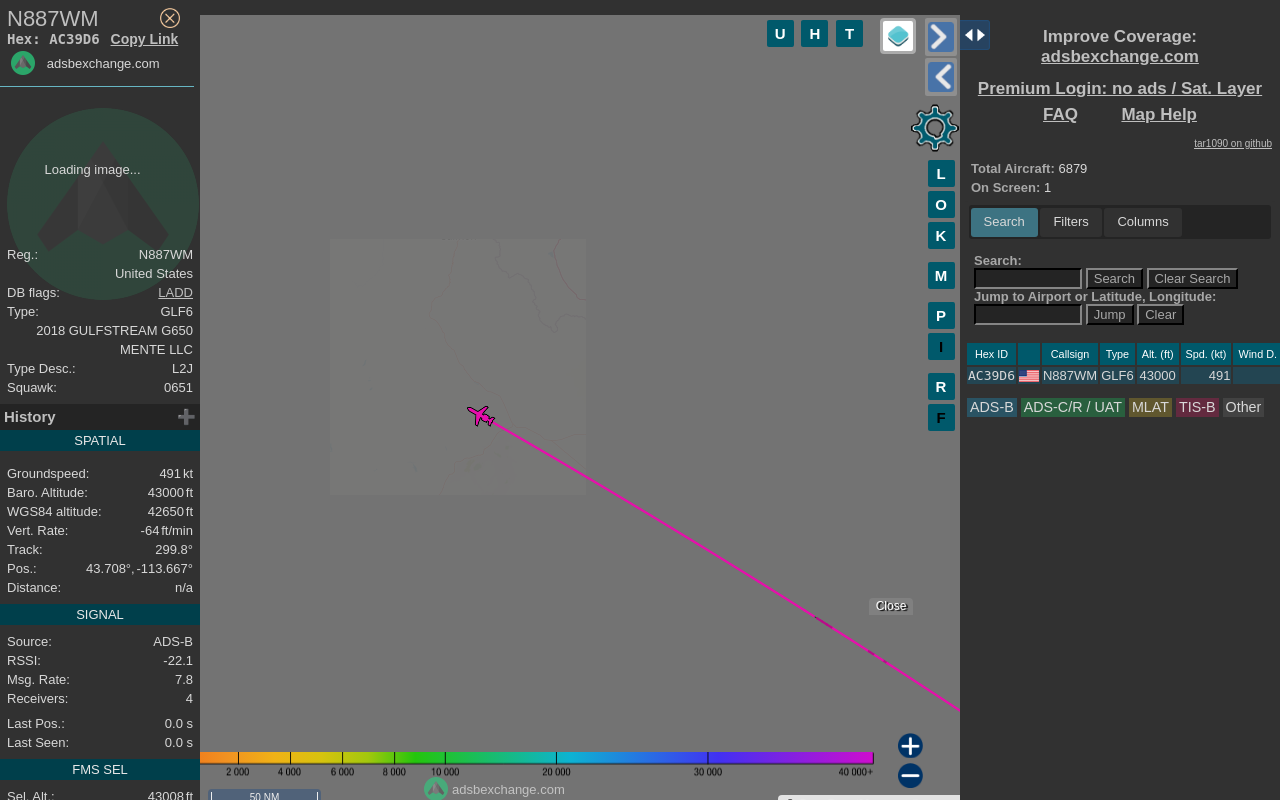 N887WM
Hex: AC39D6 Copy Link
adsbexchange.com
Loading image...
Reg.: N887WM
United States
DB flags: LADD
Type: GLF6
2018 GULFSTREAM G650
MENTE LLC
Type Desc.: L2J
Squawk: 0651
History
SPATIAL
Groundspeed: 491 kt
Baro. Altitude: 43000 ft
WGS84 altitude: 42650 ft
Vert. Rate: -64 ft/min
Track: 299.8°
Pos.: 43.708°, -113.667°
Distance: n/a
SIGNAL
Source: ADS-B
RSSI: -22.1
Msg. Rate: 7.8
Receivers: 4
Last Pos.: 0.0 s
Last Seen: 0.0 s
FMS SEL
Sel. Alt.: 43008 ft
U H T
L
O
K
M
P
I
R
F
Close
2 000 4 000 6 000 8 000 10 000 20 000 30 000 40 000+
adsbexchange.com
50 NM
Improve Coverage:
adsbexchange.com
Premium Login: no ads / Sat. Layer
FAQ Map Help
tar1090 on github
Total Aircraft: 6879
On Screen: 1
Search Filters Columns
Search:
Search Clear Search
Jump to Airport or Latitude, Longitude:
Jump Clear
Hex ID Callsign Type Alt. (ft) Spd. (kt) Wind D.
AC39D6 N887WM GLF6 43000 491
ADS-B ADS-C/R / UAT MLAT TIS-B Other